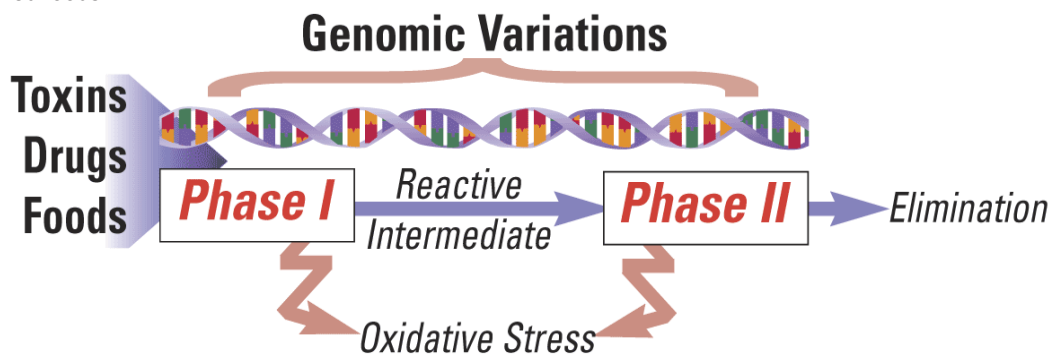 Genomic Variations
Toxins
Drugs
Foods
Phase I
Reactive
Intermediate
Phase II
Elimination
Oxidative Stress